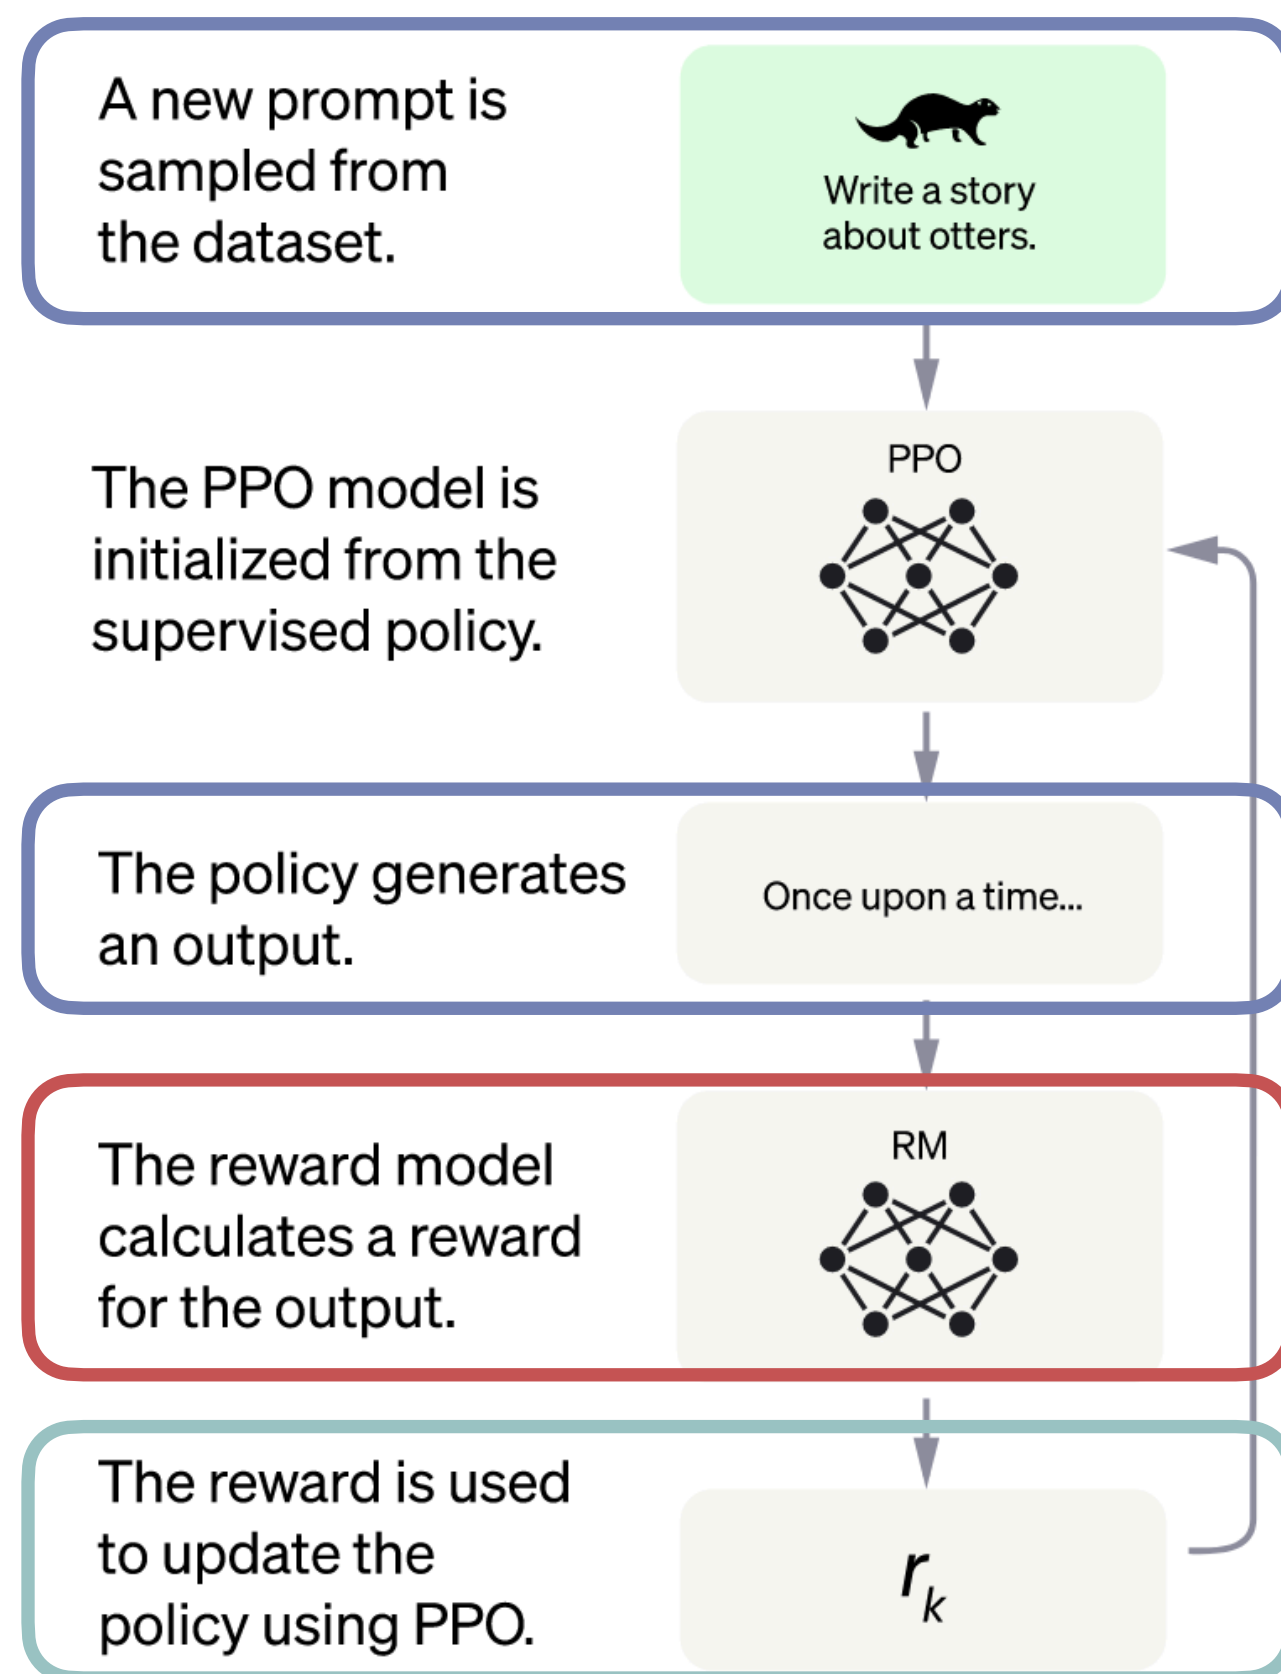 A new prompt is
sampled from
the dataset.
Write a story
about otters.
The PPO model is
initialized from the
supervised policy.
PPO
The policy generates
an output.
Once upon a time...
The reward model
calculates a reward
for the output.
RM
The reward is used
to update the
policy using PPO.
r_k